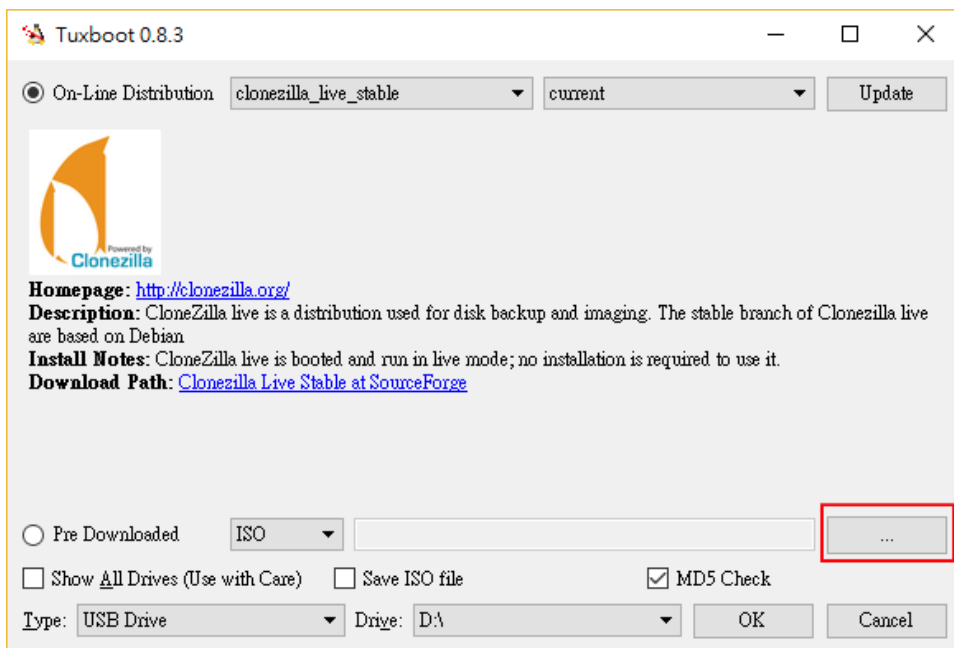 Tuxboot 0.8.3
On-Line Distribution clonezilla_live_stable current Update
Powered by
Clonezilla
Homepage: http://clonezilla.org/
Description: CloneZilla live is a distribution used for disk backup and imaging. The stable branch of Clonezilla live
are based on Debian
Install Notes: CloneZilla live is booted and run in live mode; no installation is required to use it.
Download Path: Clonezilla Live Stable at SourceForge
Pre Downloaded ISO ...
Show All Drives (Use with Care) Save ISO file MD5 Check
Type: USB Drive Drive: D:\ OK Cancel